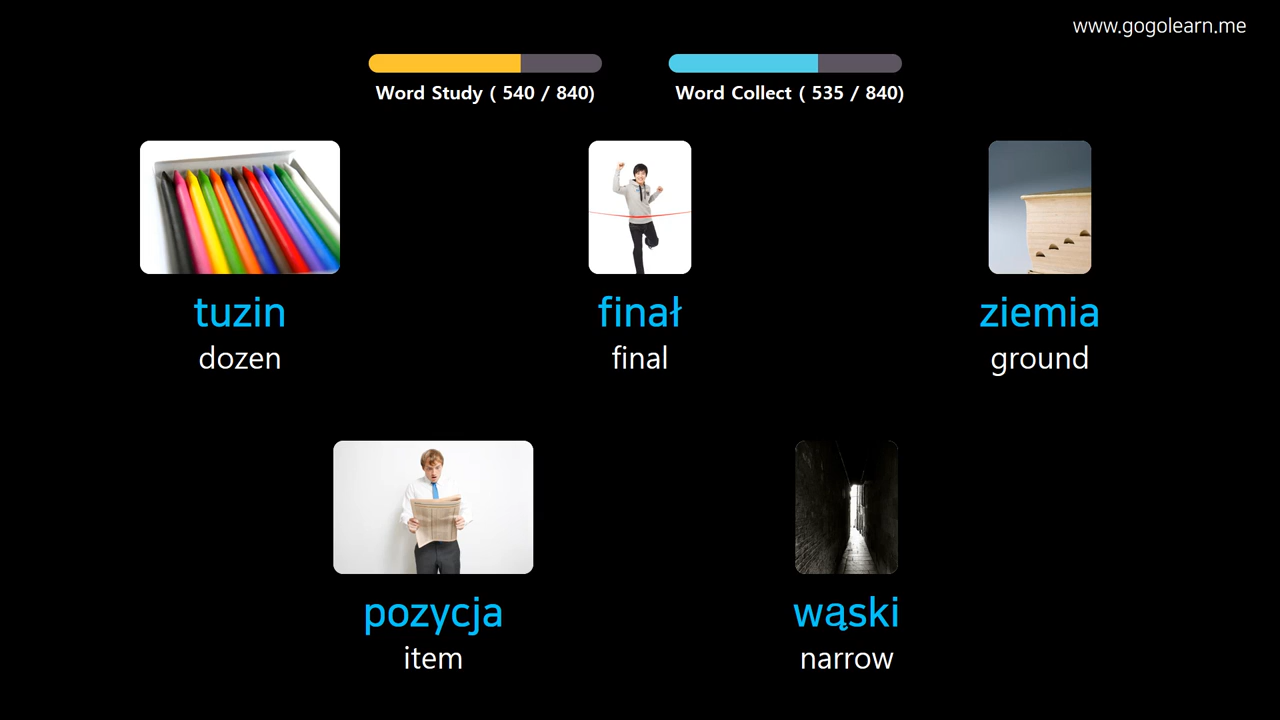 www.gogolearn.me
Word Study ( 540 / 840)
Word Collect ( 535 / 840)
tuzin
dozen
finał
final
ziemia
ground
pozycja
item
wąski
narrow